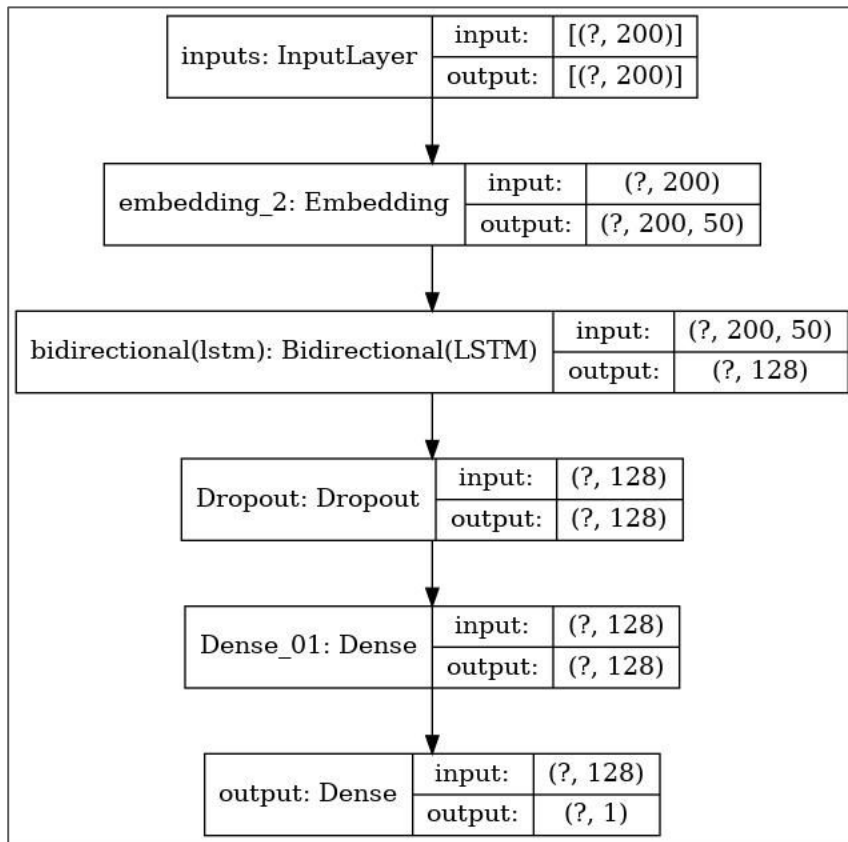 inputs: InputLayer
input:
[(?, 200)]
output:
[(?, 200)]
embedding_2: Embedding
input:
(?, 200)
output:
(?, 200, 50)
bidirectional(lstm): Bidirectional(LSTM)
input:
(?, 200, 50)
output:
(?, 128)
Dropout: Dropout
input:
(?, 128)
output:
(?, 128)
Dense_01: Dense
input:
(?, 128)
output:
(?, 128)
output: Dense
input:
(?, 128)
output:
(?, 1)